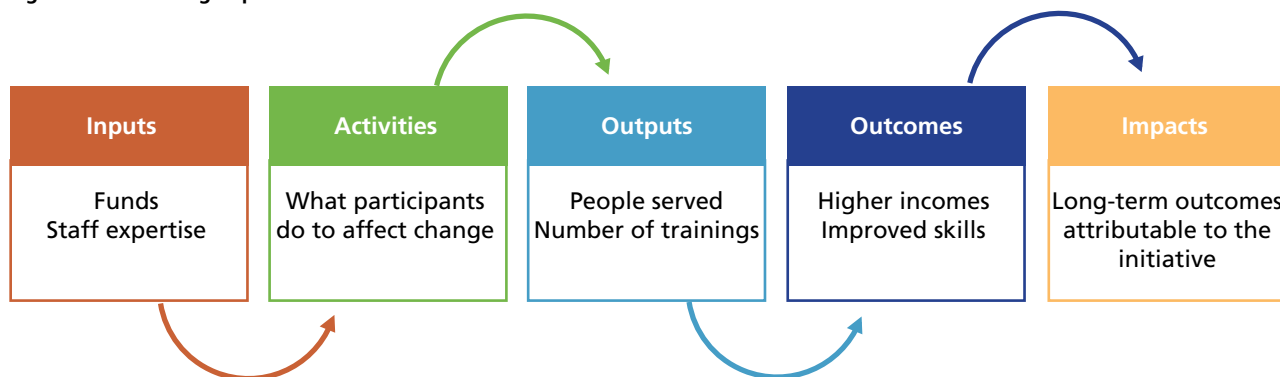 Inputs
Funds
Staff expertise
Activities
What participants
do to affect change
Outputs
People served
Number of trainings
Outcomes
Higher incomes
Improved skills
Impacts
Long-term outcomes
attributable to the
initiative